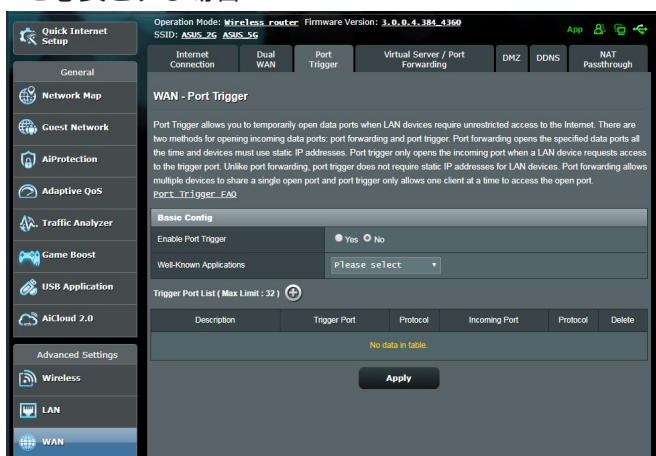 Quick Internet
Setup
General
Network Map
Guest Network
AiProtection
Adaptive QoS
Traffic Analyzer
Game Boost
USB Application
AiCloud 2.0
Advanced Settings
Wireless
LAN
WAN
Operation Mode: Wireless router Firmware Version: 3.0.0.4.384_4360
SSID: ASUS_2G ASUS_5G
App
Internet Connection
Dual WAN
Port Trigger
Virtual Server / Port Forwarding
DMZ
DDNS
NAT Passthrough
WAN - Port Trigger
Port Trigger allows you to temporarily open data ports when LAN devices require unrestricted access to the Internet. There are
two methods for opening incoming data ports: port forwarding and port trigger. Port forwarding opens the specified data ports all
the time and devices must use static IP addresses. Port trigger only opens the incoming port when a LAN device requests access
to the trigger port. Unlike port forwarding, port trigger does not require static IP addresses for LAN devices. Port forwarding allows
multiple devices to share a single open port and port trigger only allows one client at a time to access the open port.
Port Trigger FAQ
Basic Config
Enable Port Trigger
Yes No
Well-Known Applications
Please select
Trigger Port List ( Max Limit : 32 )
Description Trigger Port Protocol Incoming Port Protocol Delete
No data in table.
Apply